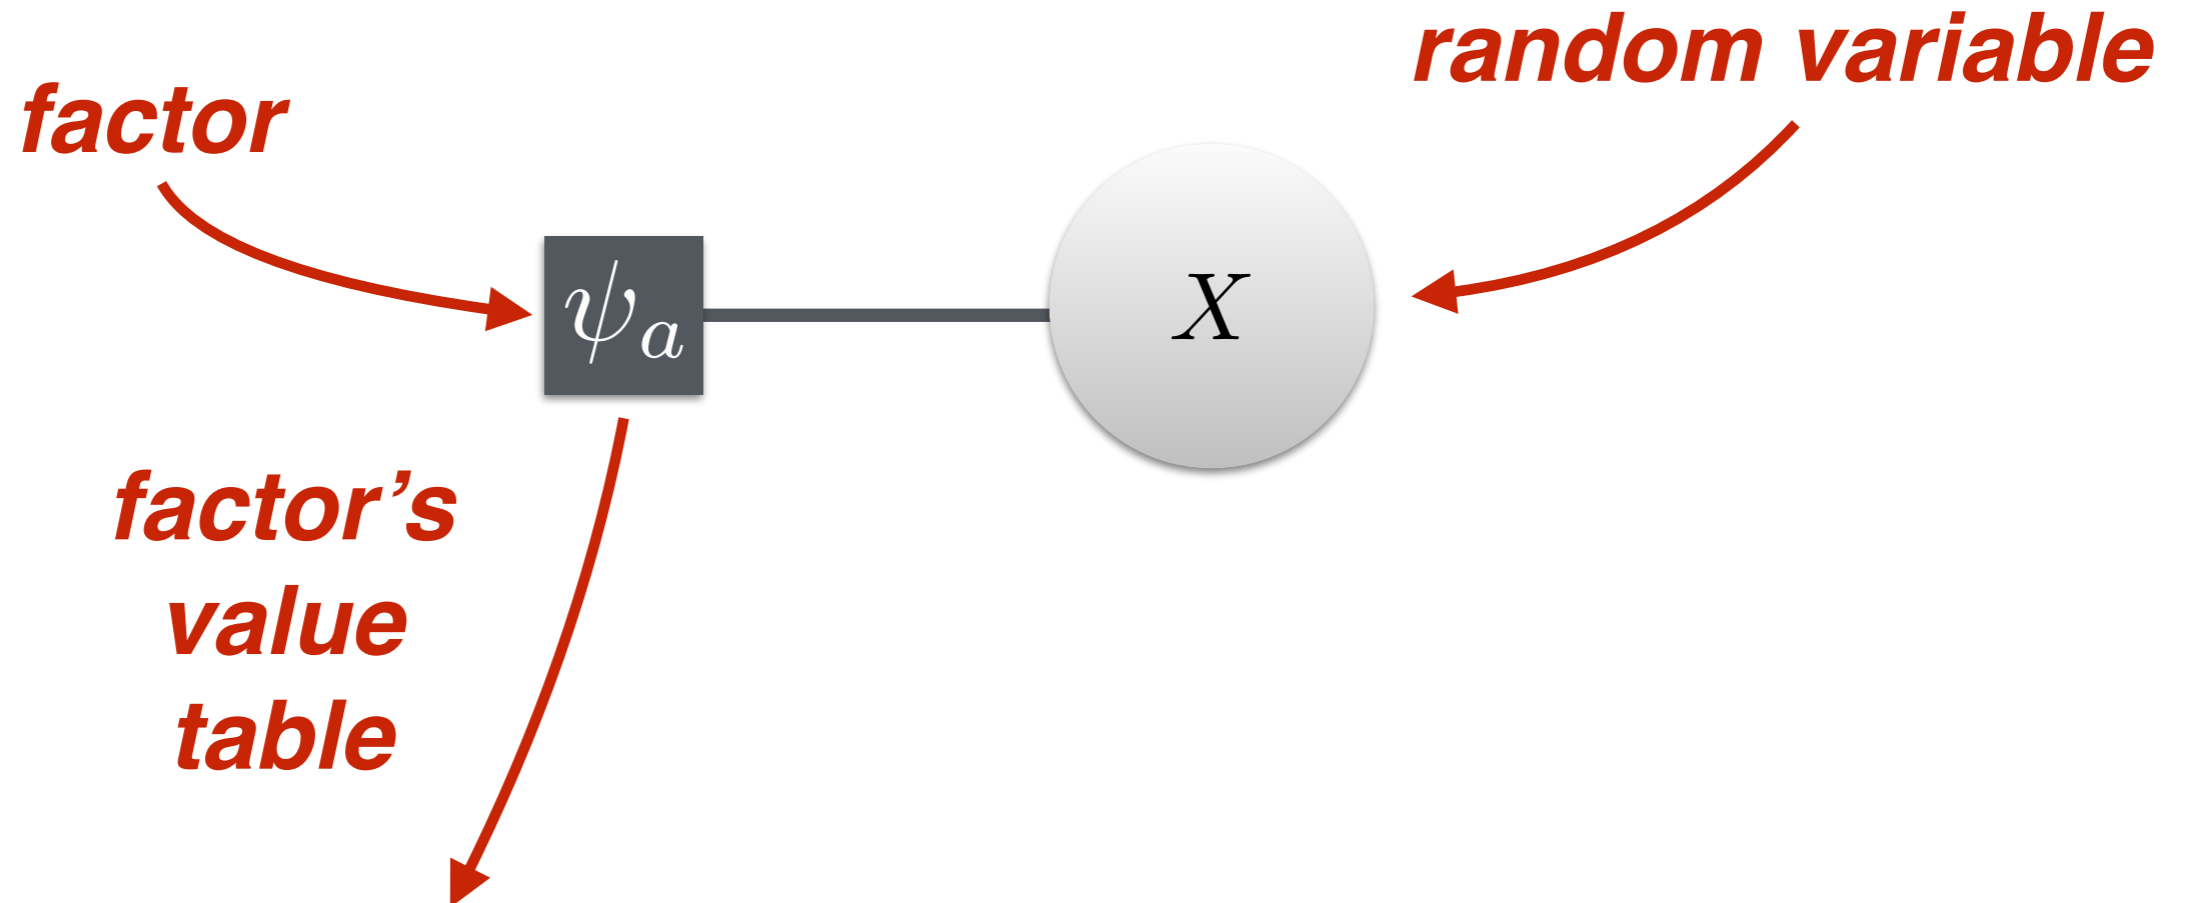 random variable
factor
ψa
X
factor’s
value
table